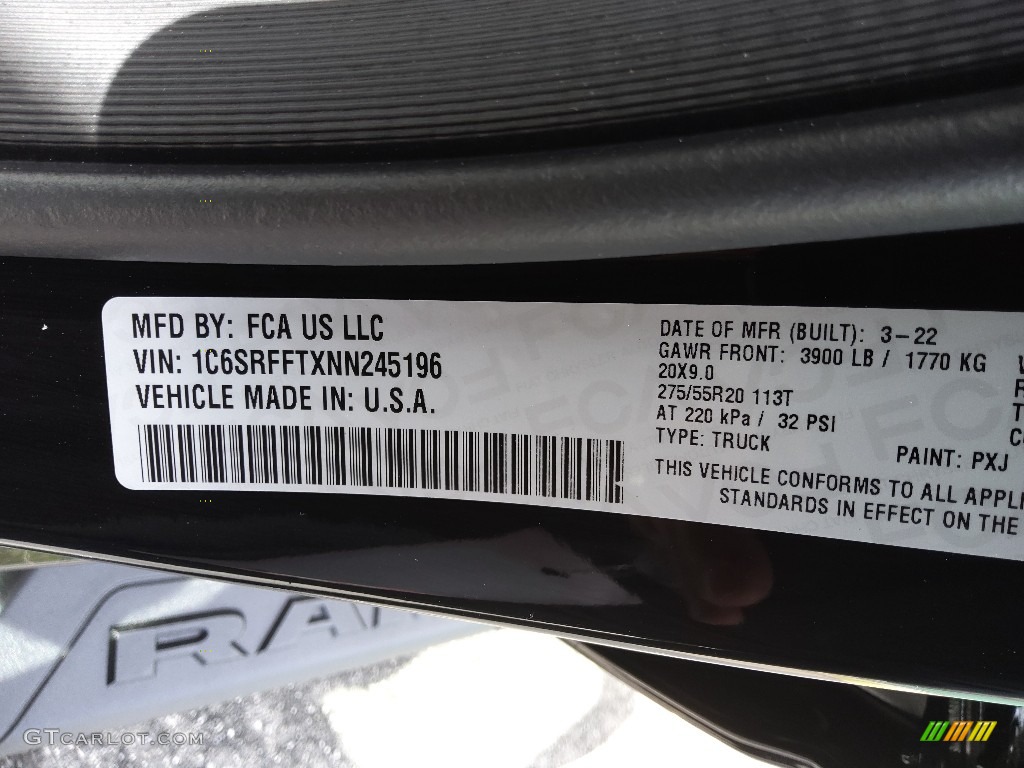 MFD BY: FCA US LLC
VIN: 1C6SRFFTXNN245196
VEHICLE MADE IN: U.S.A.
DATE OF MFR (BUILT): 3-22
GAWR FRONT: 3900 LB / 1770 KG
20X9.0
275/55R20 113T
AT 220 kPa / 32 PSI
TYPE: TRUCK
PAINT: PXJ
THIS VEHICLE CONFORMS TO ALL APPLI
STANDARDS IN EFFECT ON THE
RAM
GTCARLOT.COM